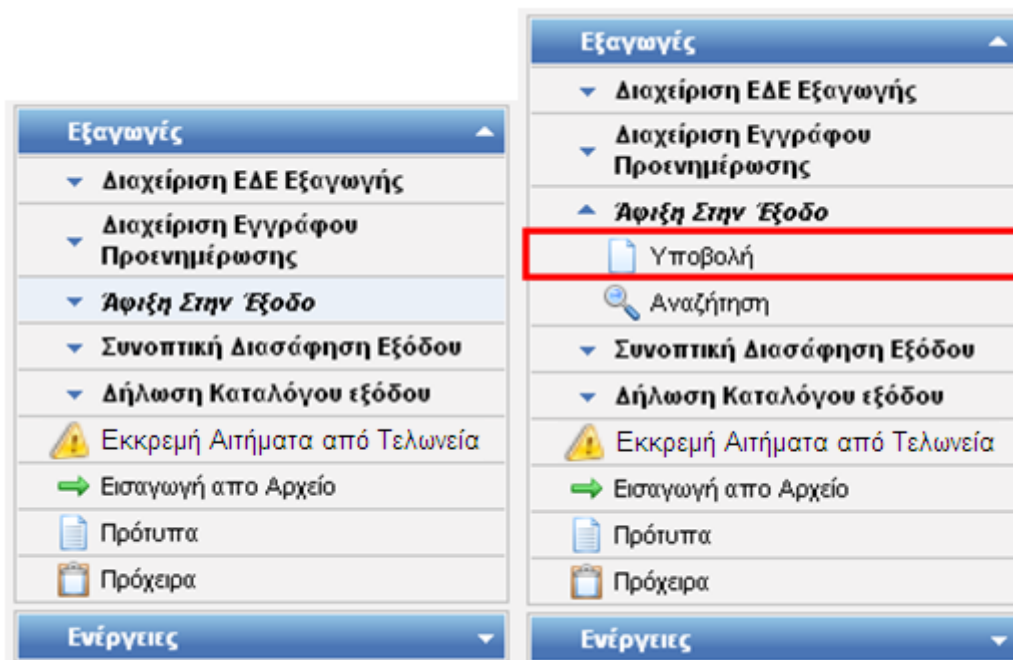 Εξαγωγές
Διαχείριση ΕΔΕ Εξαγωγής
Διαχείριση Εγγράφου
Προενημέρωσης
Άφιξη Στην Έξοδο
Συνοπτική Διασάφηση Εξόδου
Δήλωση Καταλόγου εξόδου
Εκκρεμή Αιτήματα από Τελωνεία
Εισαγωγή απο Αρχείο
Πρότυπα
Πρόχειρα
Ενέργειες
Εξαγωγές
Διαχείριση ΕΔΕ Εξαγωγής
Διαχείριση Εγγράφου
Προενημέρωσης
Άφιξη Στην Έξοδο
Υποβολή
Αναζήτηση
Συνοπτική Διασάφηση Εξόδου
Δήλωση Καταλόγου εξόδου
Εκκρεμή Αιτήματα από Τελωνεία
Εισαγωγή απο Αρχείο
Πρότυπα
Πρόχειρα
Ενέργειες